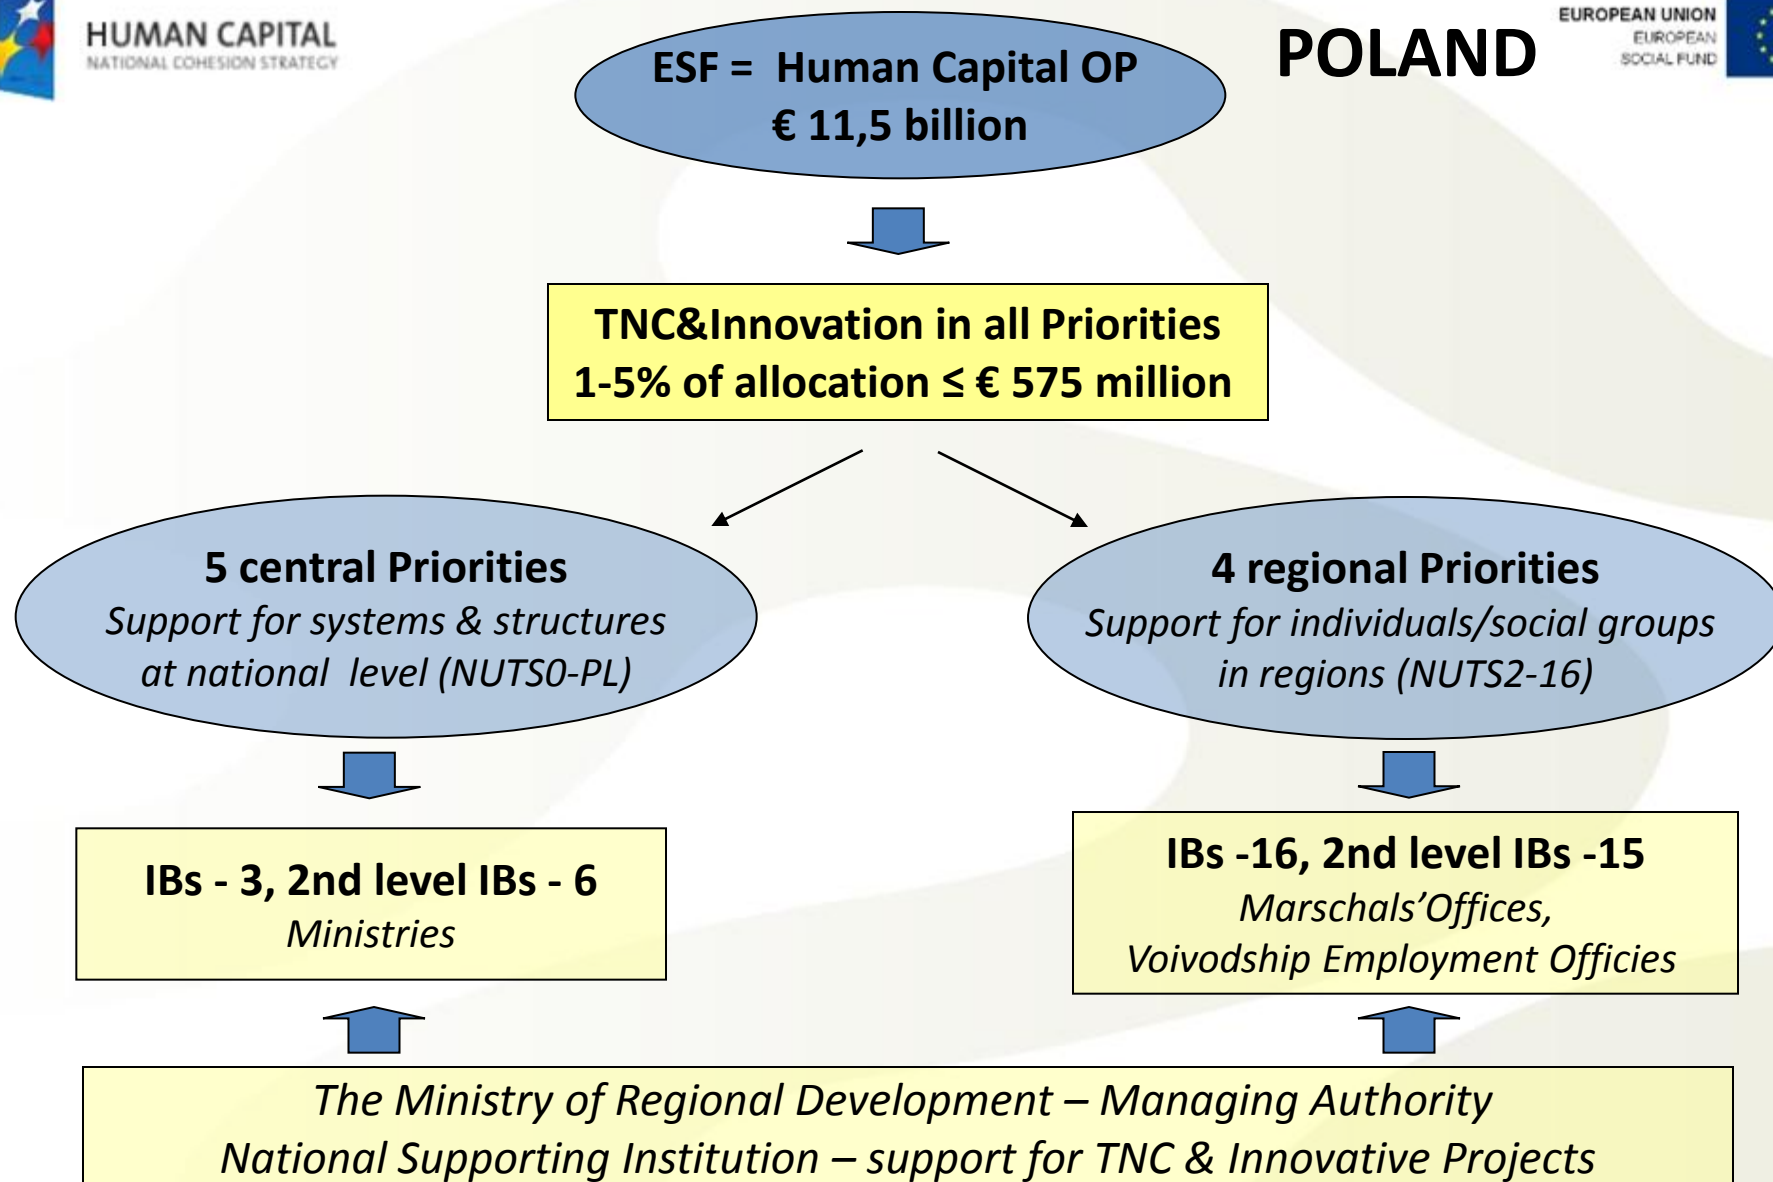 HUMAN CAPITAL
NATIONAL COHESION STRATEGY
ESF =  Human Capital OP
€ 11,5 billion
POLAND
EUROPEAN UNION
EUROPEAN
SOCIAL FUND
TNC&Innovation in all Priorities
1-5% of allocation ≤ € 575 million
5 central Priorities
Support for systems & structures
at national  level (NUTS0-PL)
4 regional Priorities
Support for individuals/social groups
in regions (NUTS2-16)
IBs - 3, 2nd level IBs - 6
Ministries
IBs -16, 2nd level IBs -15
Marschals’Offices,
Voivodship Employment Officies
The Ministry of Regional Development – Managing Authority
National Supporting Institution – support for TNC & Innovative Projects